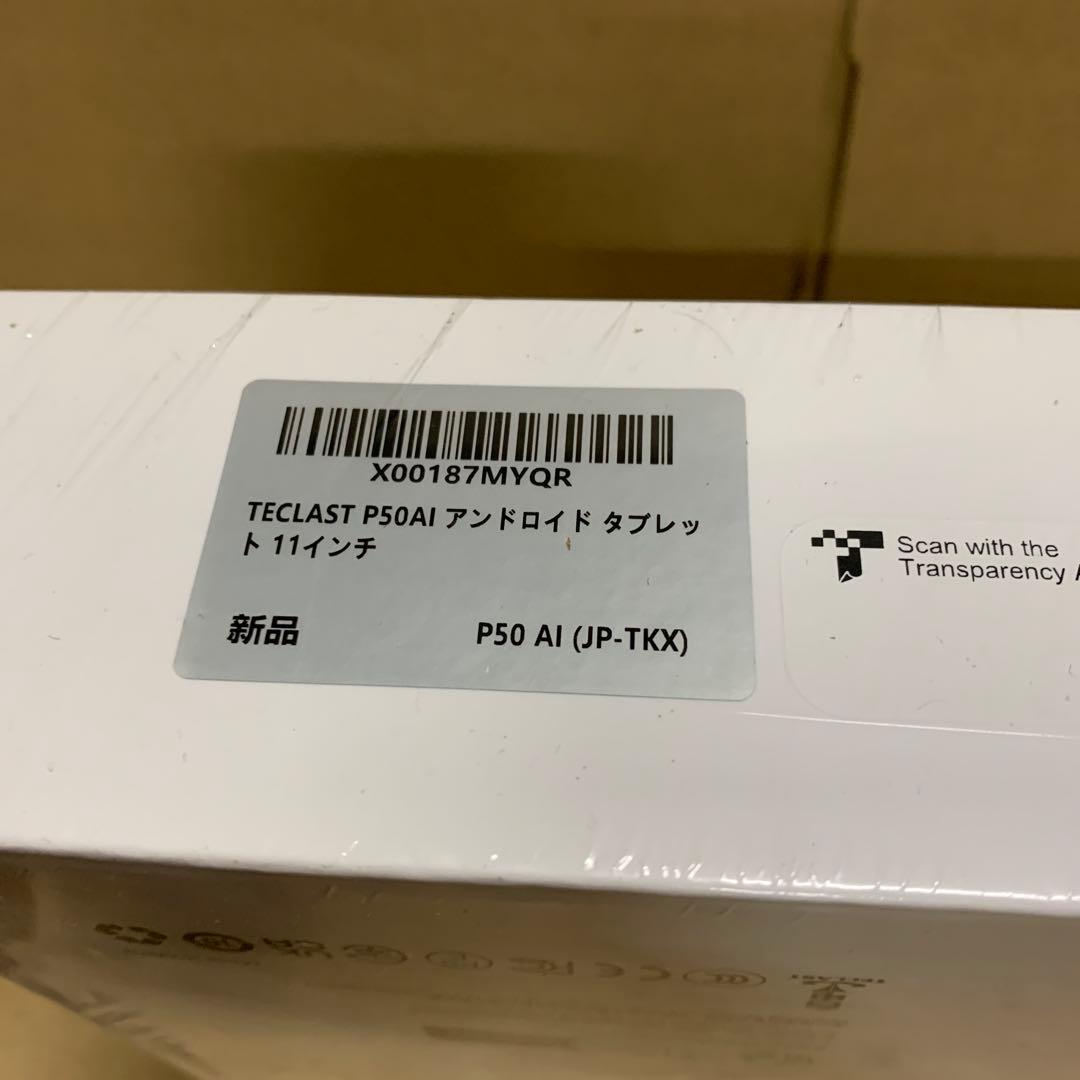 X00187MYQR
TECLAST P50AI アンドロイド タブレッ
ト 11インチ
新品
P50 AI (JP-TKX)
Scan with the
Transparency
TECLAST